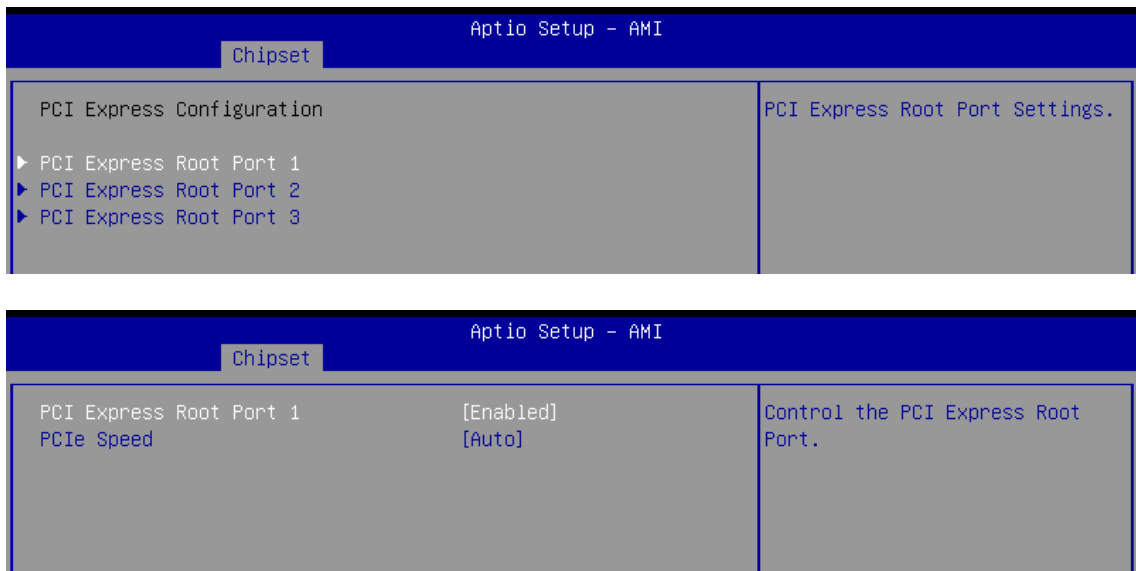 Aptio Setup – AMI
Chipset
PCI Express Configuration
PCI Express Root Port Settings.
PCI Express Root Port 1
PCI Express Root Port 2
PCI Express Root Port 3
Aptio Setup – AMI
Chipset
PCI Express Root Port 1 [Enabled]
PCIe Speed [Auto]
Control the PCI Express Root
Port.